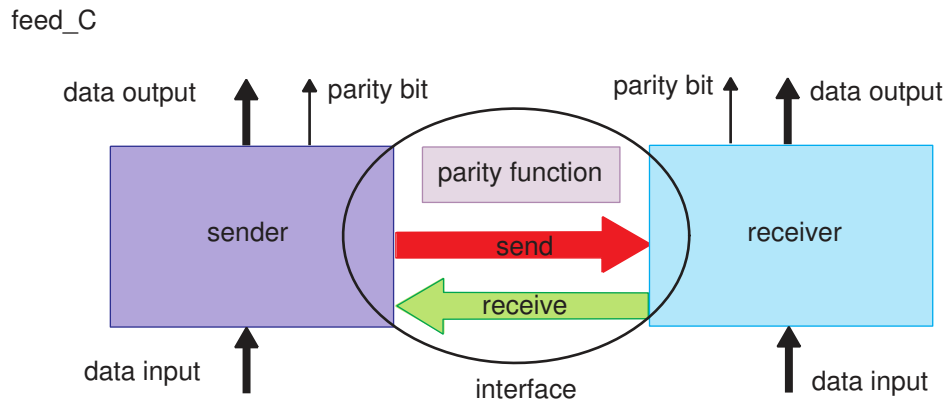 feed_C
data output
parity bit
parity bit
data output
parity function
sender
send
receiver
receive
data input
interface
data input